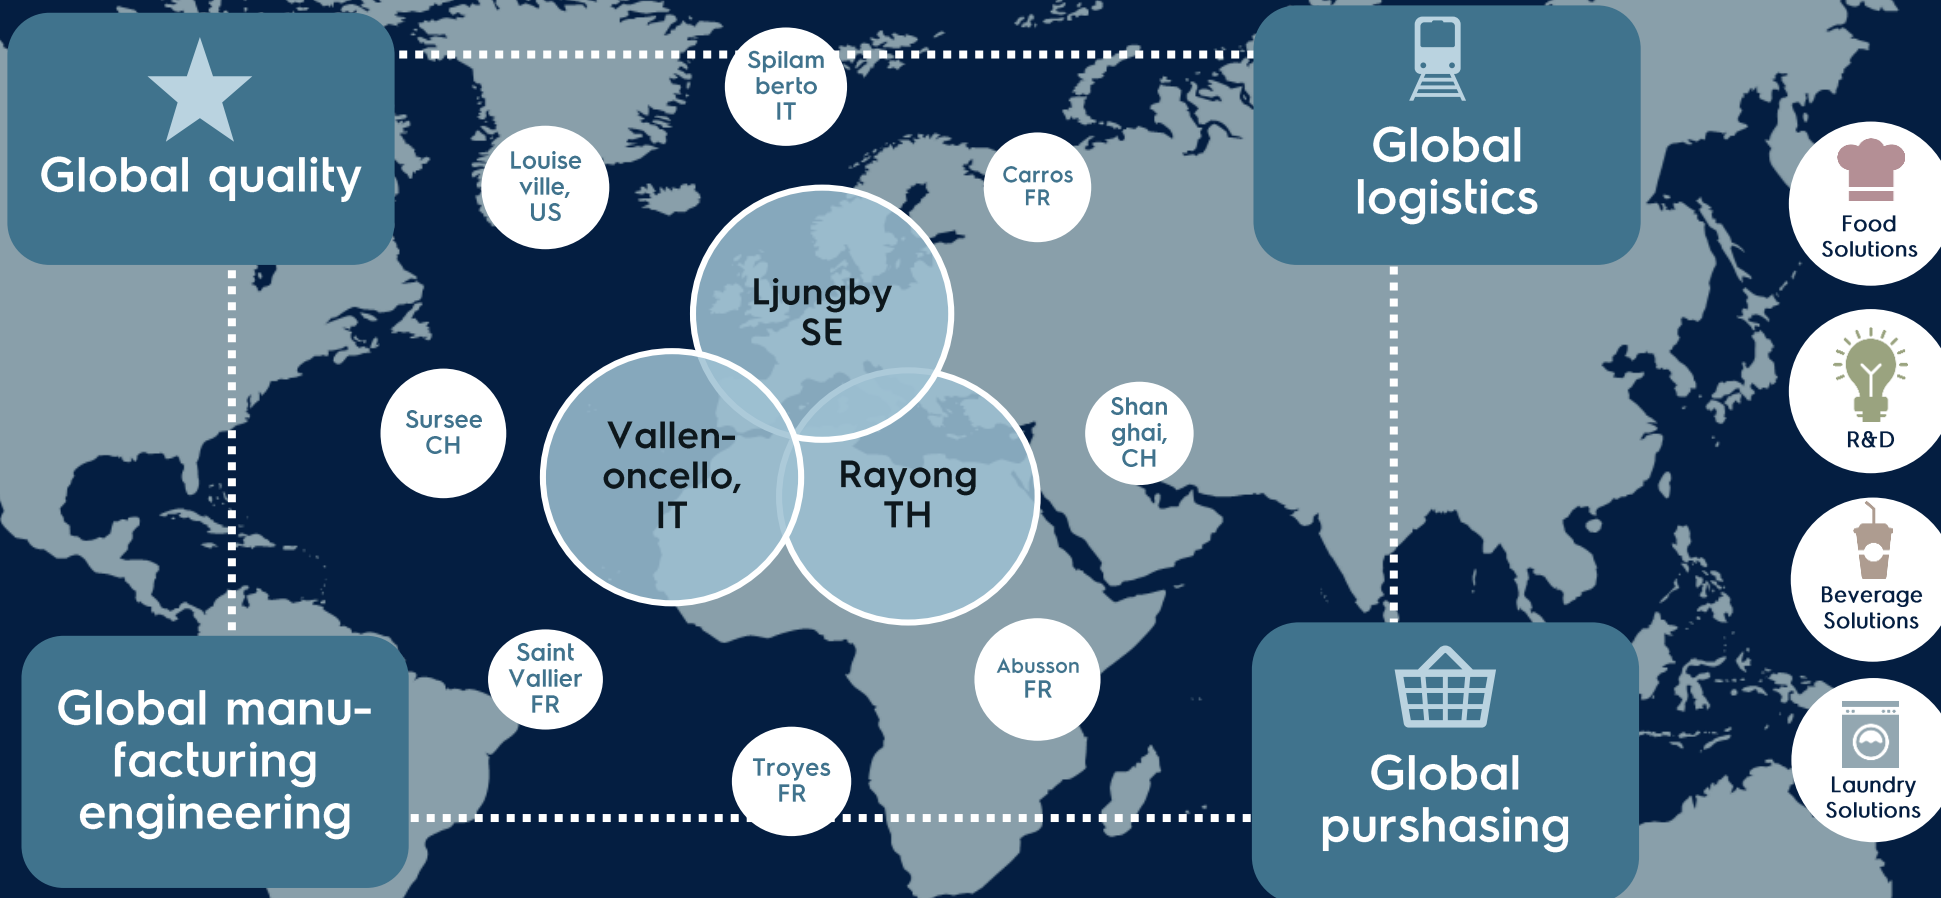 Global quality
Spilam
berto
IT
Global
logistics
Louise
ville,
US
Carros
FR
Food
Solutions
Ljungby
SE
R&D
Sursee
CH
Vallen-
oncello,
IT
Rayong
TH
Shan
ghai,
CH
Beverage
Solutions
Saint
Vallier
FR
Abusson
FR
Global manu-
facturing
engineering
Troyes
FR
Global
purshasing
Laundry
Solutions